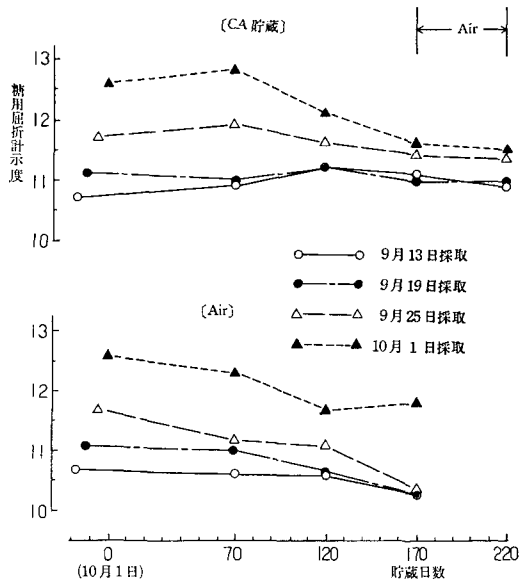 〔CA 貯蔵〕
Air
糖用屈折計示度
13
12
11
10
9月13日採取
9月19日採取
9月25日採取
10月1日採取
〔Air〕
13
12
11
10
0 70 120 170 220
(10月1日) 貯蔵日数